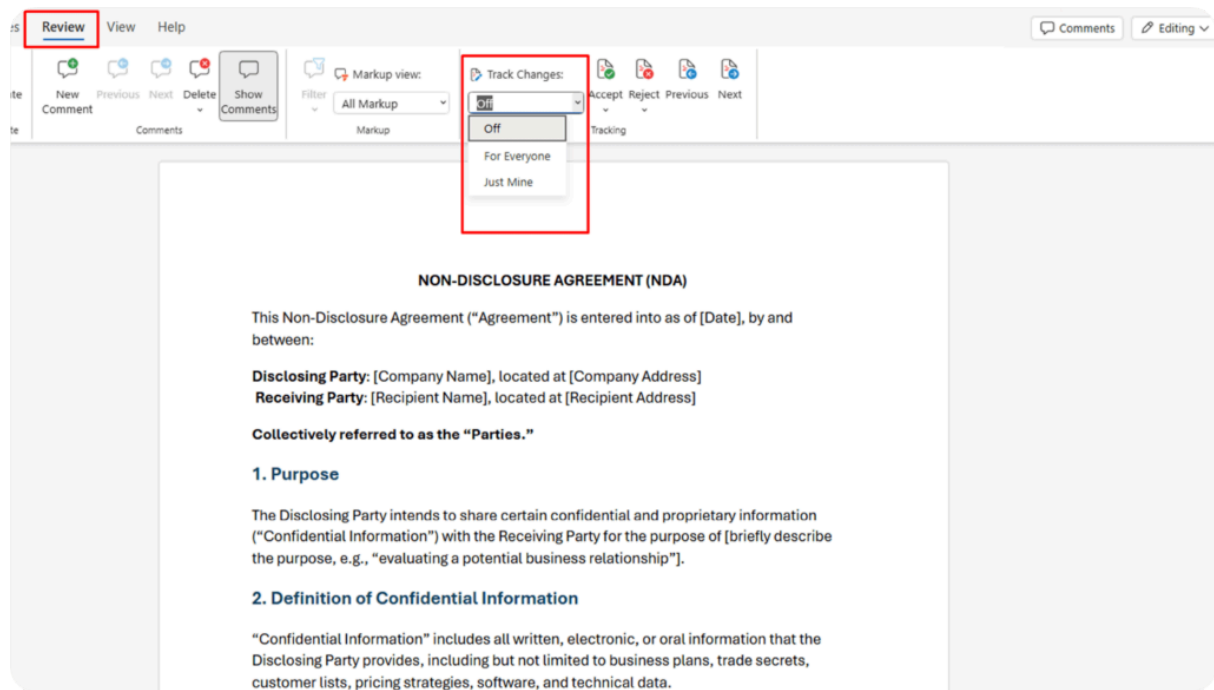 Review View Help
Comments Editing
New Comment
Previous
Next
Delete
Show Comments
Comments
Filter
Markup view:
All Markup
Markup
Track Changes:
Off
Off
For Everyone
Just Mine
Accept Reject Previous Next
Tracking
NON-DISCLOSURE AGREEMENT (NDA)
This Non-Disclosure Agreement (“Agreement”) is entered into as of [Date], by and
between:
Disclosing Party: [Company Name], located at [Company Address]
Receiving Party: [Recipient Name], located at [Recipient Address]
Collectively referred to as the “Parties.”
1. Purpose
The Disclosing Party intends to share certain confidential and proprietary information
(“Confidential Information”) with the Receiving Party for the purpose of [briefly describe
the purpose, e.g., “evaluating a potential business relationship”].
2. Definition of Confidential Information
“Confidential Information” includes all written, electronic, or oral information that the
Disclosing Party provides, including but not limited to business plans, trade secrets,
customer lists, pricing strategies, software, and technical data.